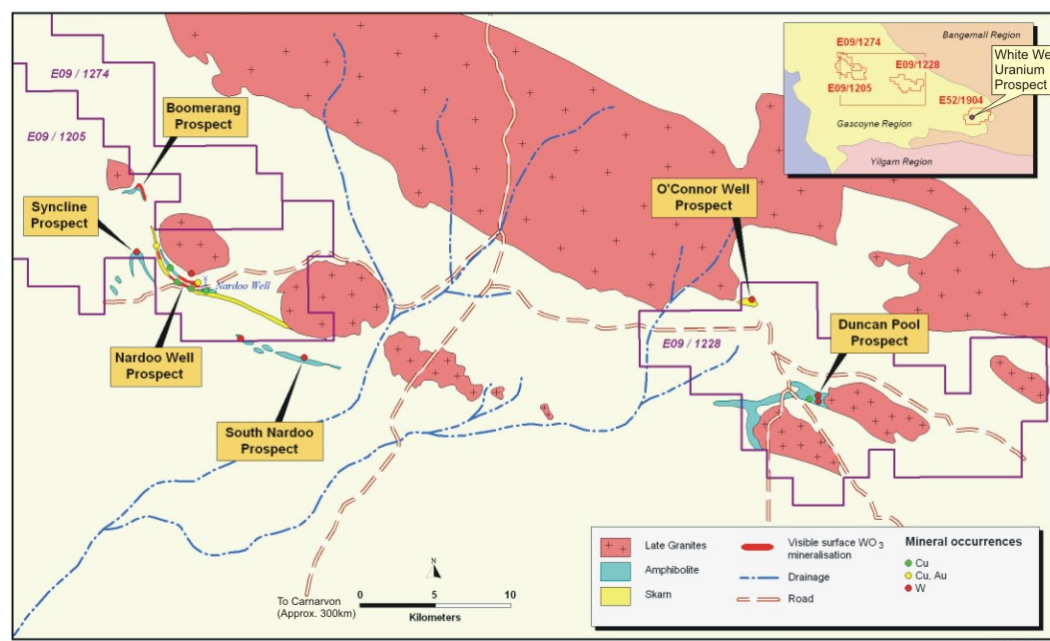 E09 / 1274
E09 / 1205
Boomerang
Prospect
Syncline
Prospect
Nardoo Well
Nardoo Well
Prospect
South Nardoo
Prospect
O'Connor Well
Prospect
E09 / 1228
Duncan Pool
Prospect
Bangemall Region
E09/1274
E09/1228
E09/1205
E52/1904
White We
Uranium
Prospect
Gascoyne Region
Yilgarn Region
To Carnarvon
(Approx. 300km)
N
0 5 10
Kilometers
Late Granites
Amphibolite
Skarn
Visible surface WO3
mineralisation
Drainage
Road
Mineral occurrences
Cu
Cu, Au
W